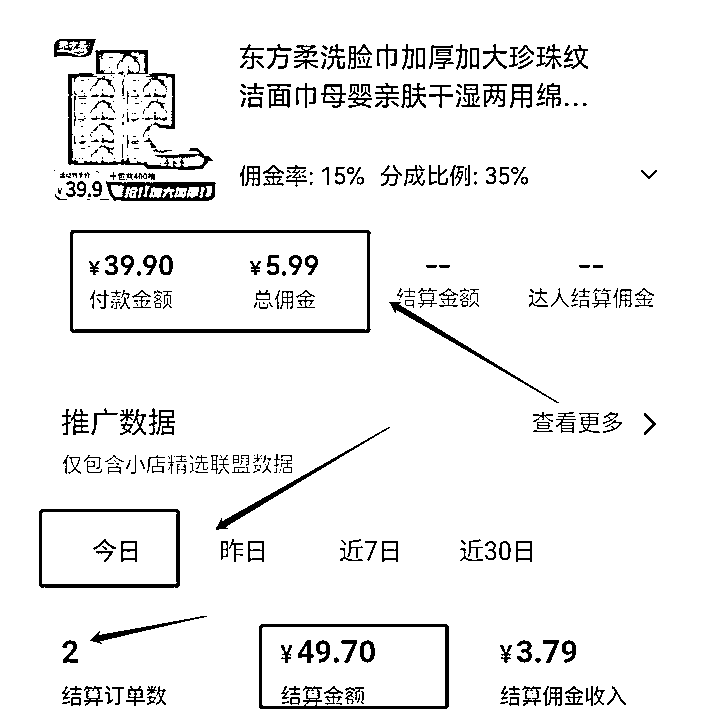 东方柔洗脸巾加厚加大珍珠纹
洁面巾母婴亲肤干湿两用绵...
¥39.9
佣金率: 15% 分成比例: 35%
¥39.90 ¥5.99 -- --
付款金额 总佣金 结算金额 达人结算佣金
推广数据 查看更多
仅包含小店精选联盟数据
今日 昨日 近7日 近30日
2 ¥49.70 ¥3.79
结算订单数 结算金额 结算佣金收入